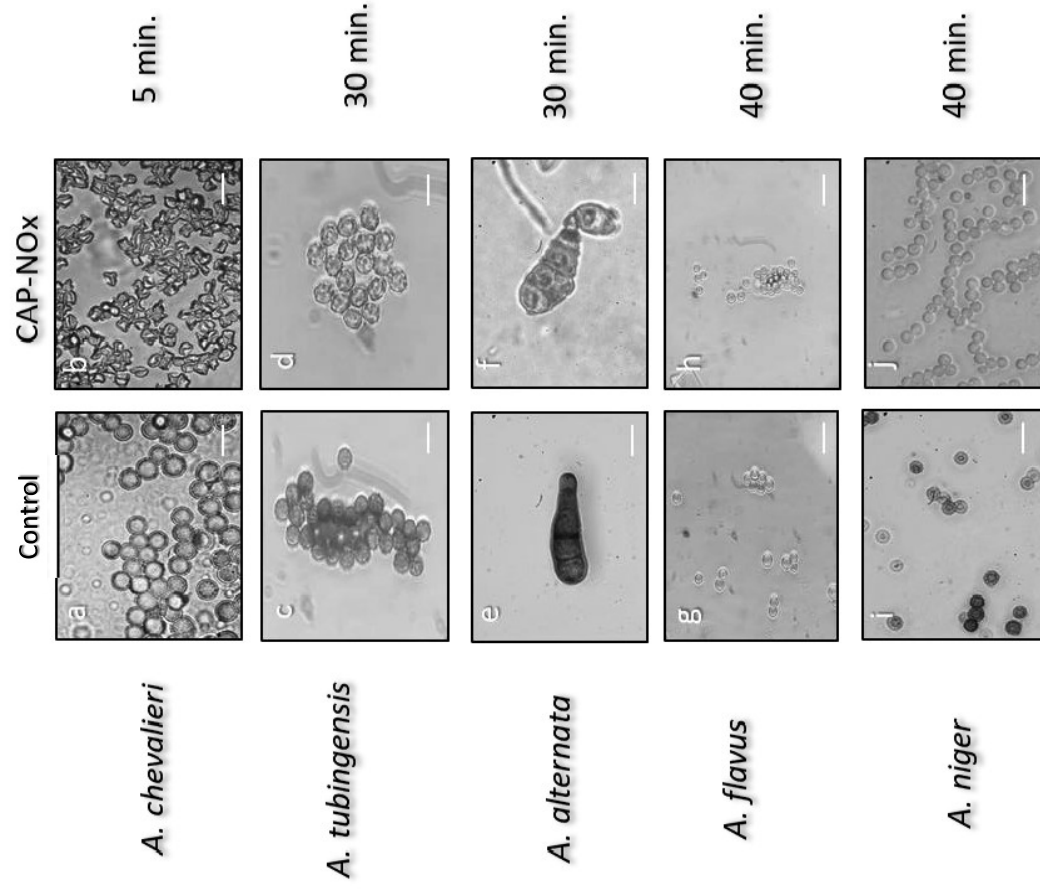 Control CAP-NOx
A. chevalieri a b 5 min.
A. tubingensis c d 30 min.
A. alternata e f 30 min.
A. flavus g h 40 min.
A. niger i j 40 min.